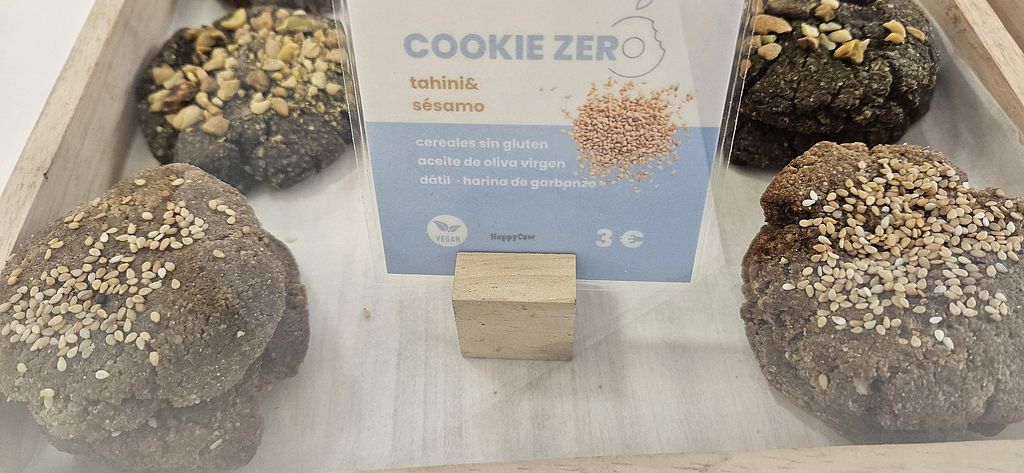 COOKIE ZERO
tahini&
sésamo
cereales sin gluten
aceite de oliva virgen
dátil · harina de garbanzo
VEGAN
HappyCow
3 €